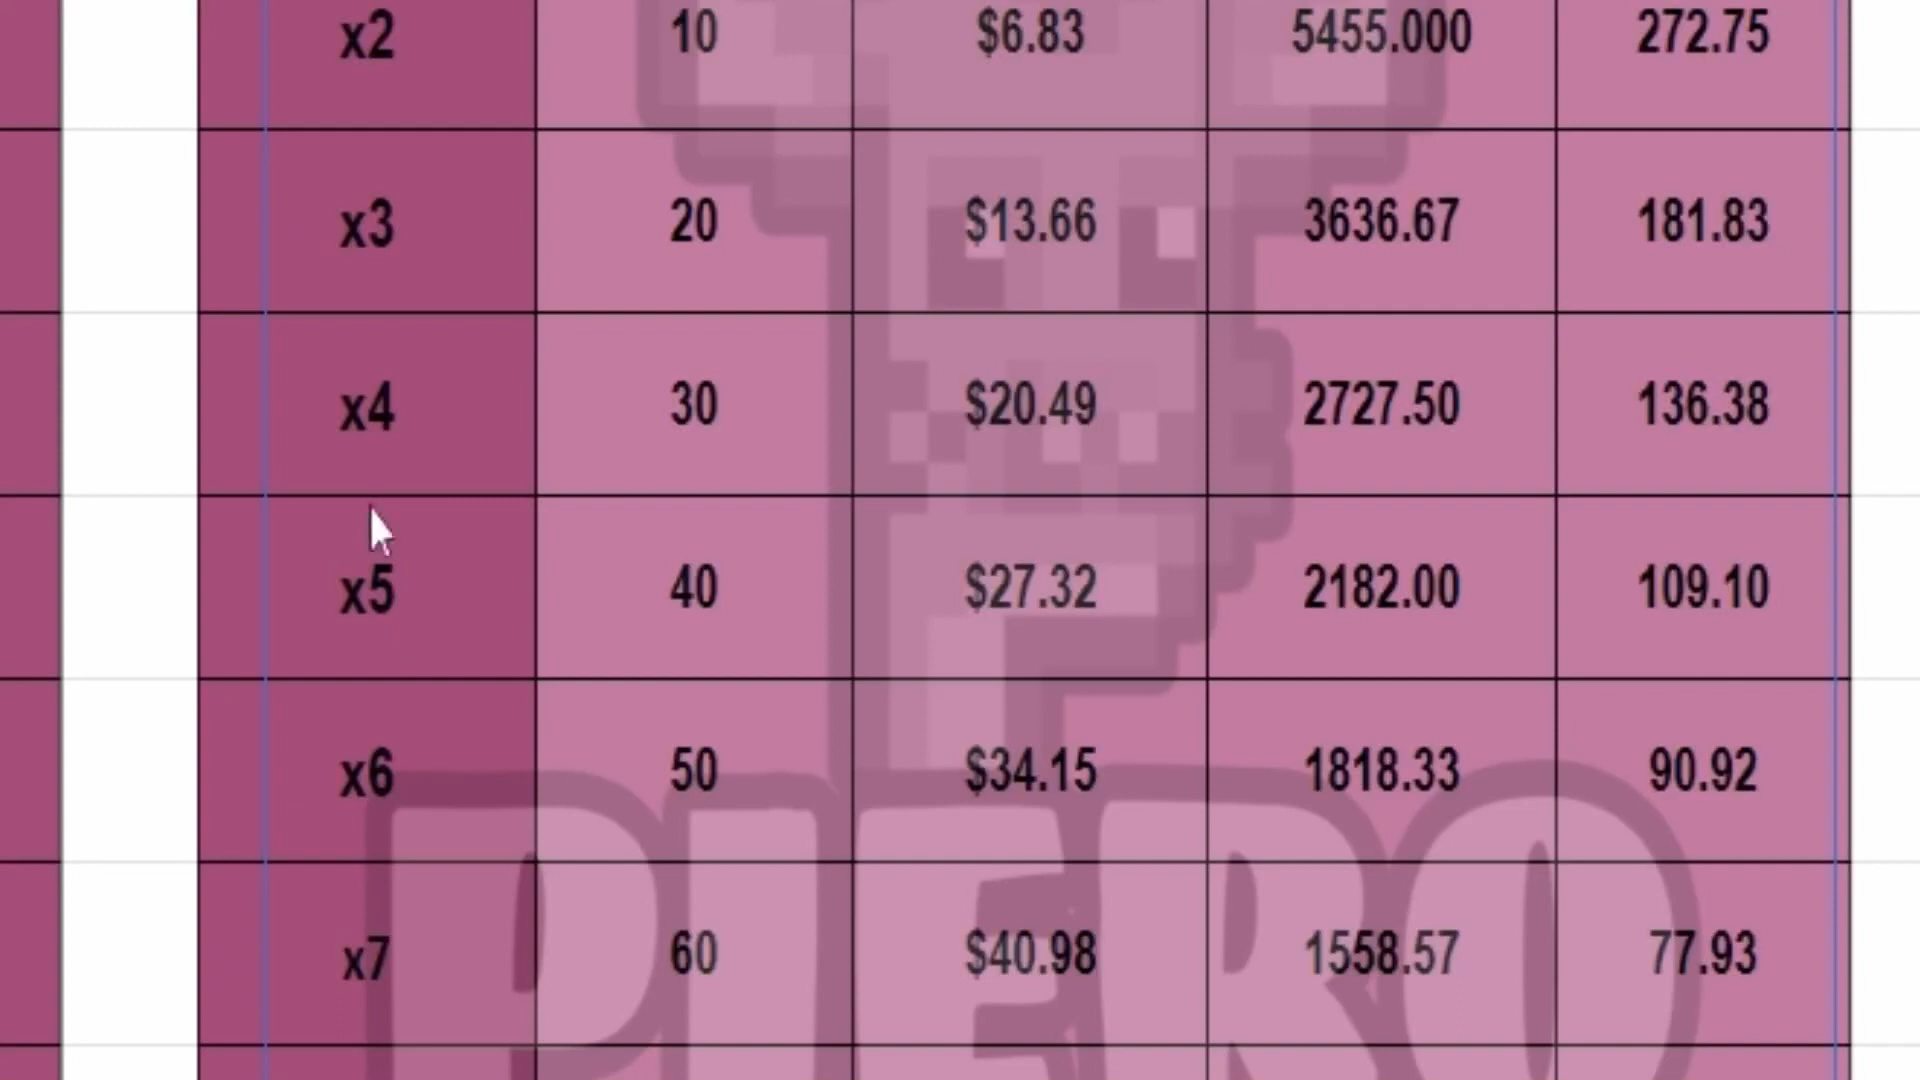 x2 10 $6.83 5455.000 272.75
x3 20 $13.66 3636.67 181.83
x4 30 $20.49 2727.50 136.38
x5 40 $27.32 2182.00 109.10
x6 50 $34.15 1818.33 90.92
x7 60 $40.98 1558.57 77.93
PIERO